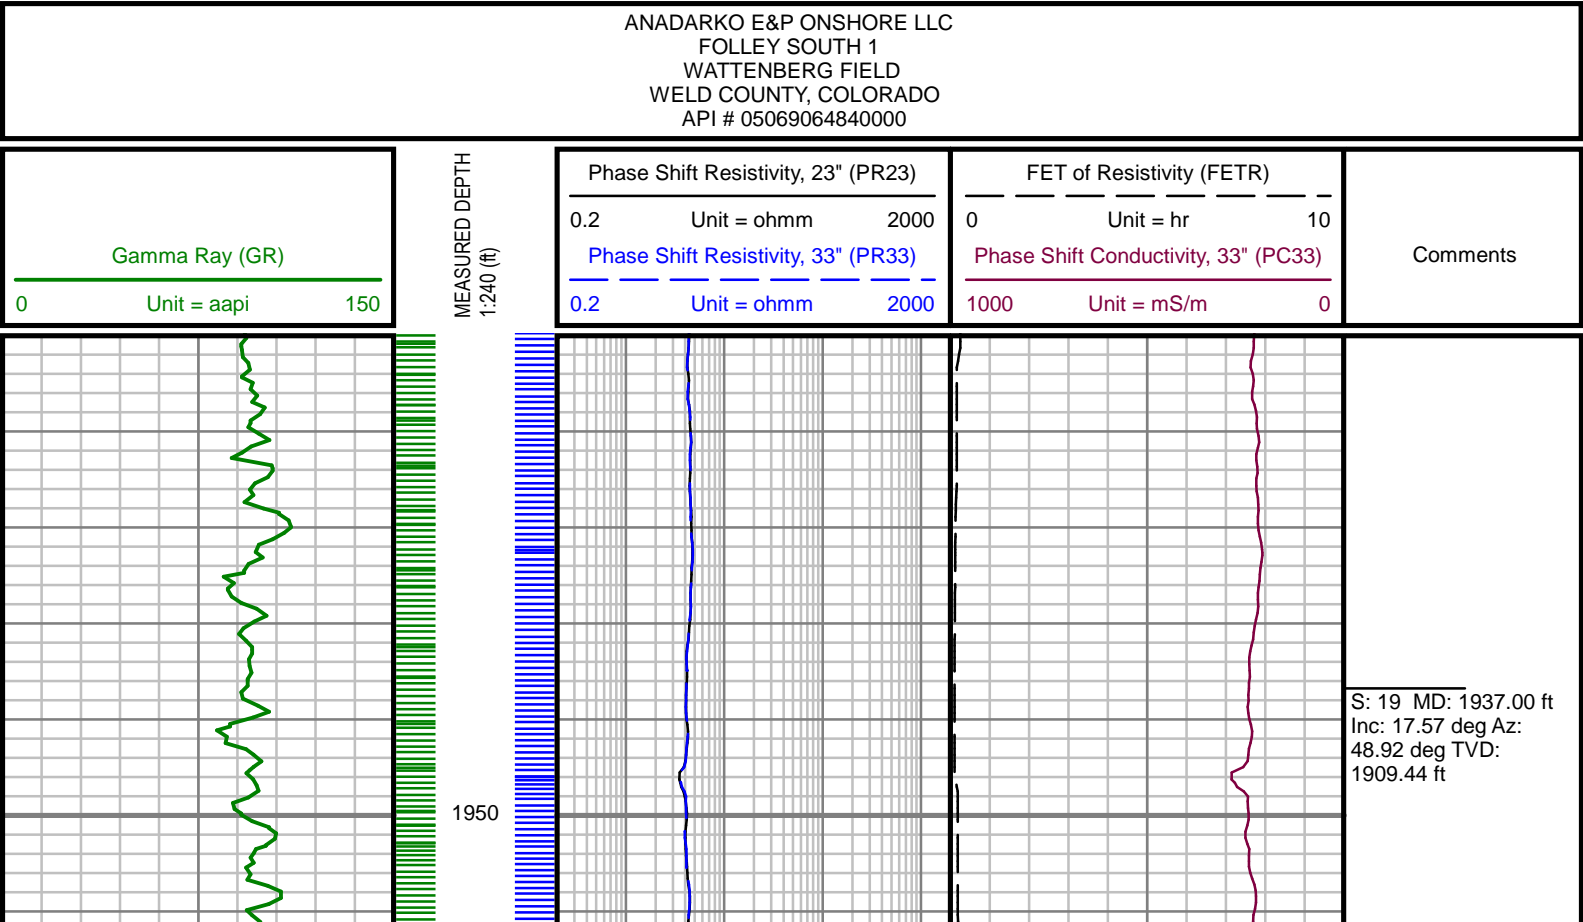 ANADARKO E&P ONSHORE LLC
FOLLEY SOUTH 1
WATTENBERG FIELD
WELD COUNTY, COLORADO
API # 05069064840000
Gamma Ray (GR)
0 Unit = aapi 150
MEASURED DEPTH
1:240 (ft)
Phase Shift Resistivity, 23" (PR23)
0.2 Unit = ohmm 2000
Phase Shift Resistivity, 33" (PR33)
0.2 Unit = ohmm 2000
FET of Resistivity (FETR)
0 Unit = hr 10
Phase Shift Conductivity, 33" (PC33)
1000 Unit = mS/m 0
Comments
S: 19 MD: 1937.00 ft
Inc: 17.57 deg Az:
48.92 deg TVD:
1909.44 ft
1950